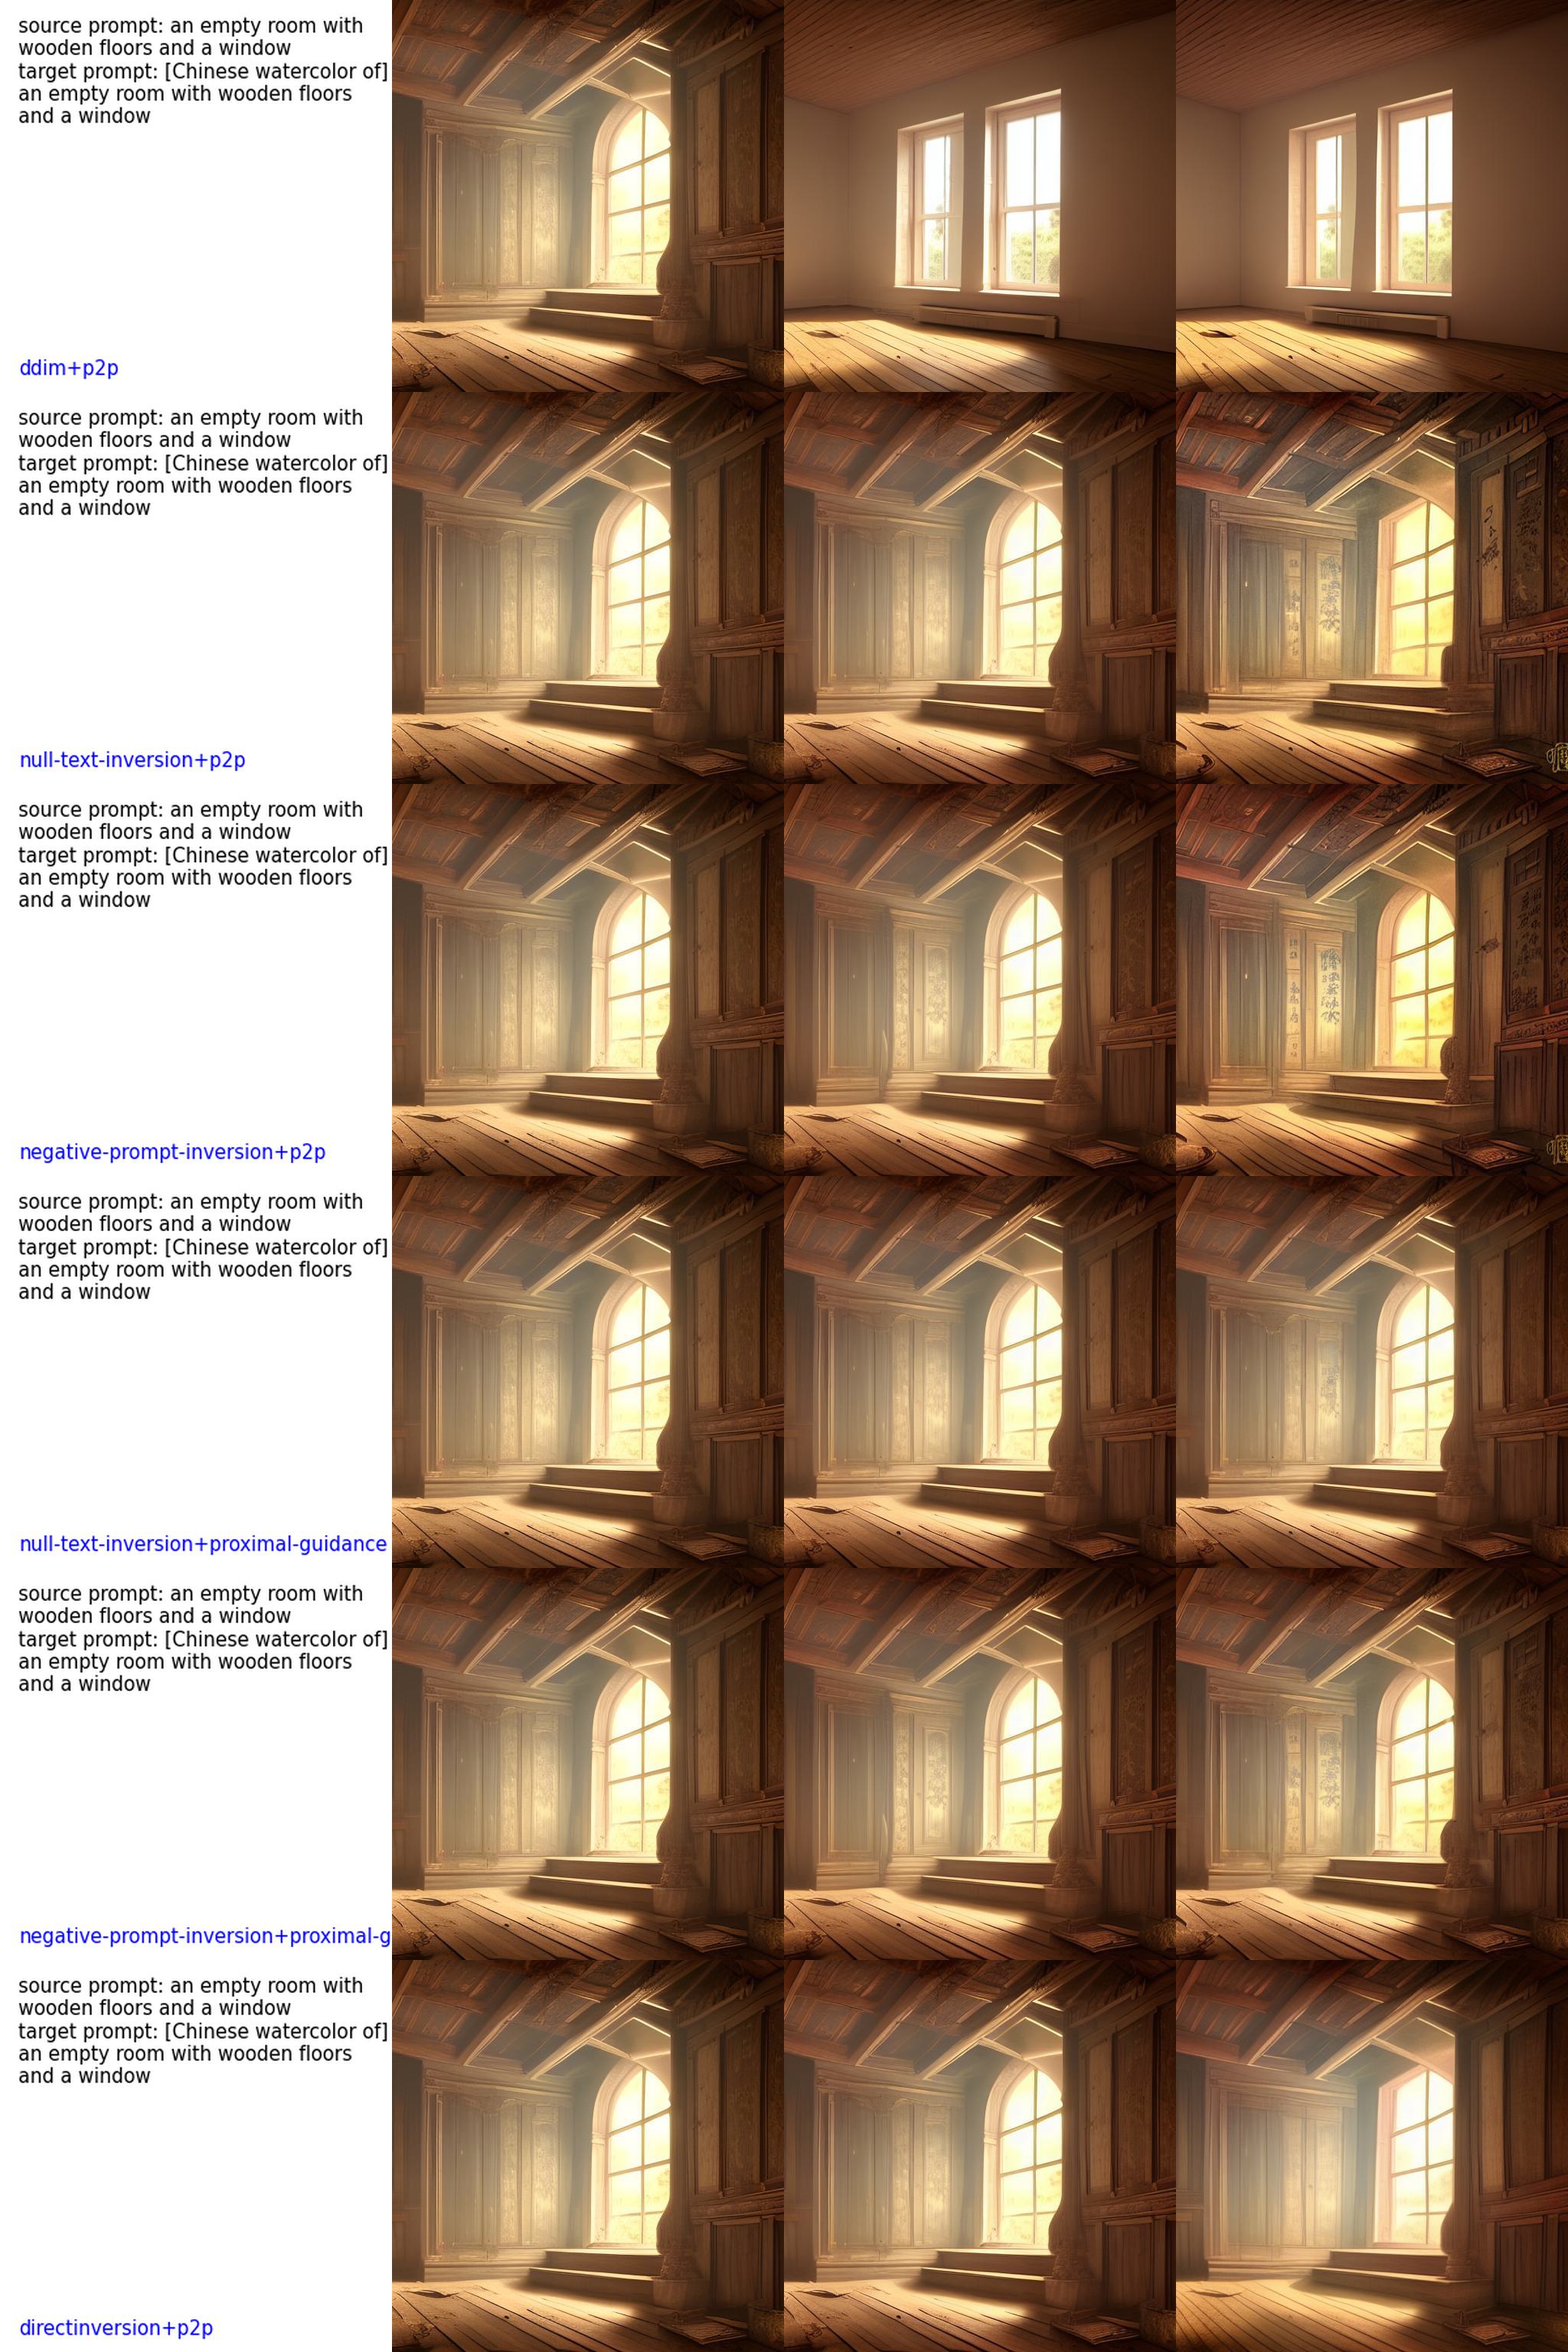 source prompt: an empty room with
wooden floors and a window
target prompt: [Chinese watercolor of]
an empty room with wooden floors
and a window
ddim+p2p
source prompt: an empty room with
wooden floors and a window
target prompt: [Chinese watercolor of]
an empty room with wooden floors
and a window
null-text-inversion+p2p
source prompt: an empty room with
wooden floors and a window
target prompt: [Chinese watercolor of]
an empty room with wooden floors
and a window
negative-prompt-inversion+p2p
source prompt: an empty room with
wooden floors and a window
target prompt: [Chinese watercolor of]
an empty room with wooden floors
and a window
null-text-inversion+proximal-guidance
source prompt: an empty room with
wooden floors and a window
target prompt: [Chinese watercolor of]
an empty room with wooden floors
and a window
negative-prompt-inversion+proximal-g
source prompt: an empty room with
wooden floors and a window
target prompt: [Chinese watercolor of]
an empty room with wooden floors
and a window
directinversion+p2p